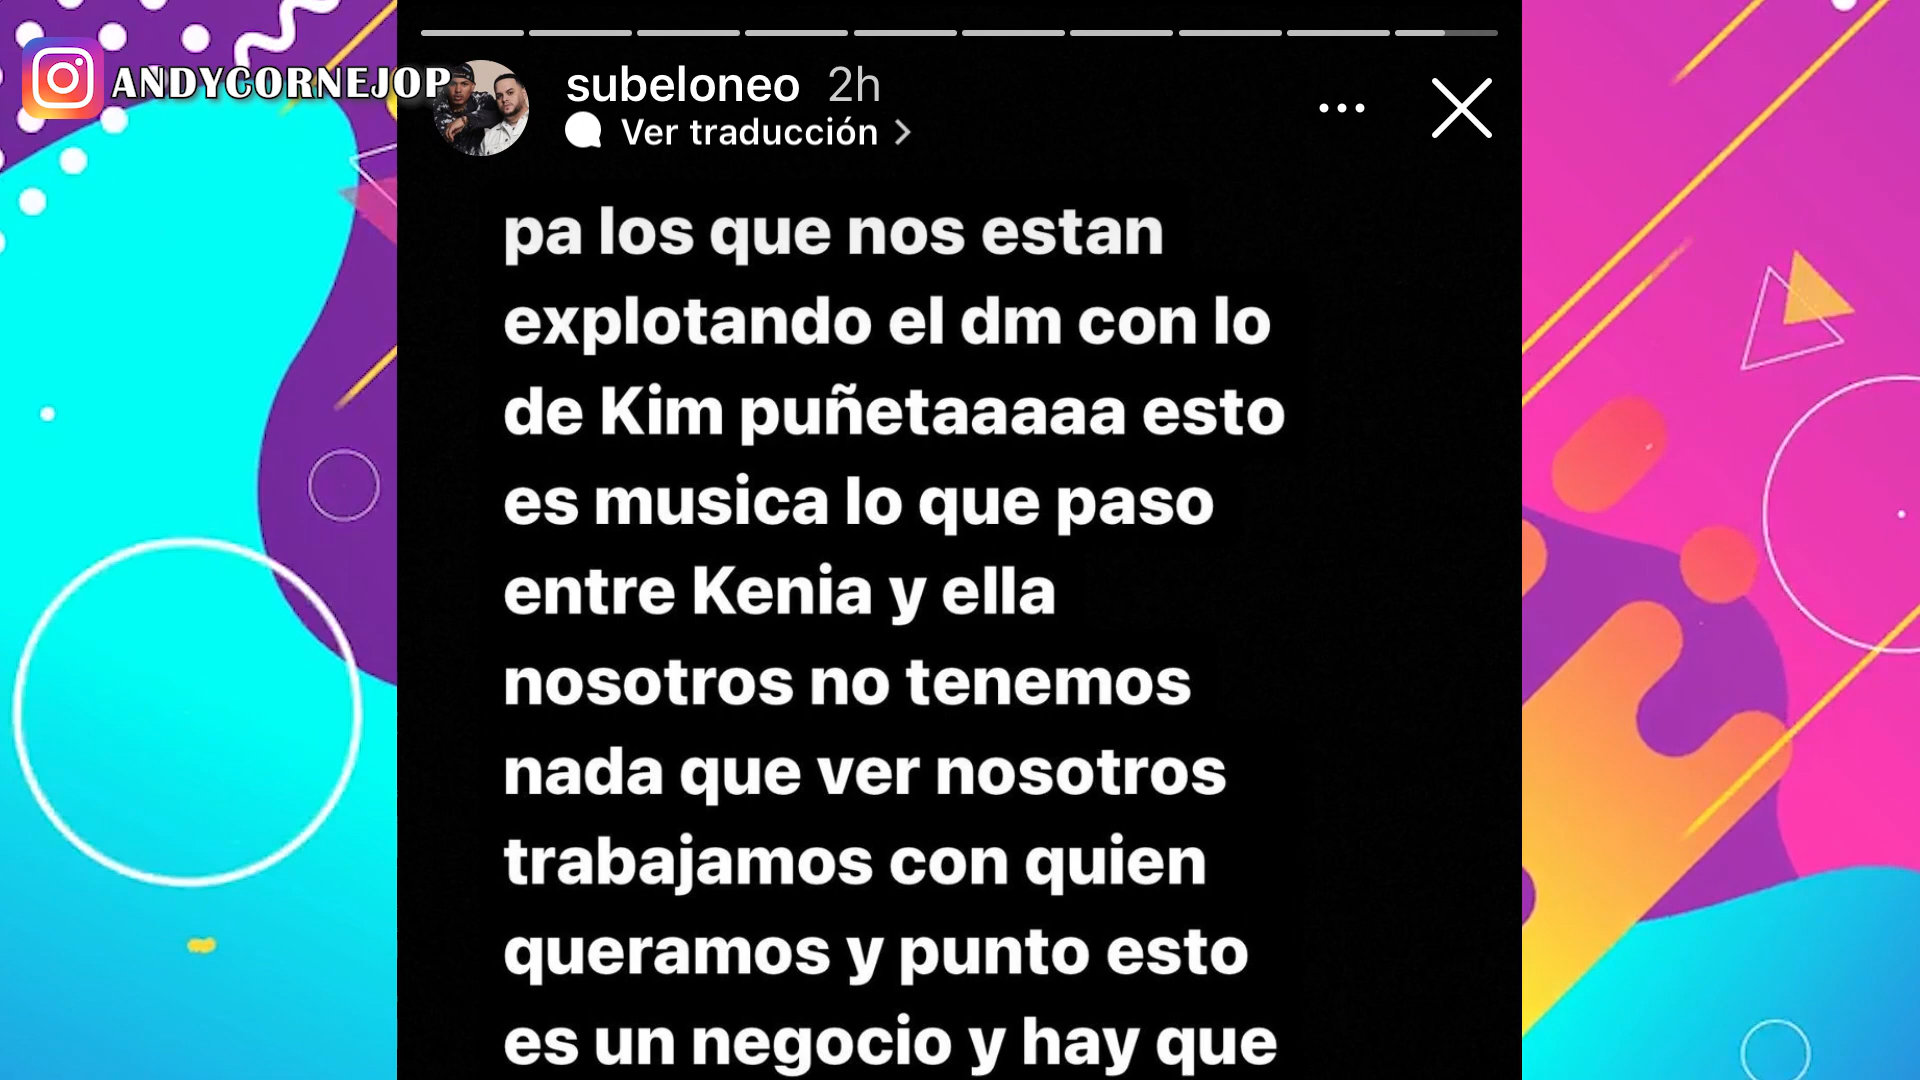 ANDYCORNEJOP
subeloneo 2h
Ver traducción
pa los que nos estan
explotando el dm con lo
de Kim puñetaaaaa esto
es musica lo que paso
entre Kenia y ella
nosotros no tenemos
nada que ver nosotros
trabajamos con quien
queramos y punto esto
es un negocio y hay que